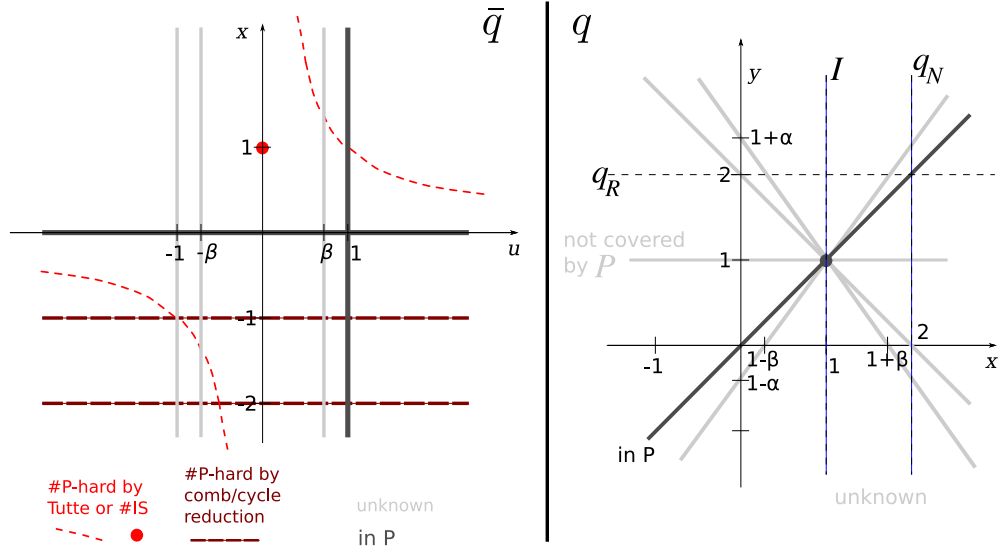 x
q̄
1
-1
-β
β
1
u
-1
-2
#P-hard by
Tutte or #IS
#P-hard by
comb/cycle
reduction
unknown
in P
q
y
I
q_N
1+α
q_R
2
not covered
by P
1
-1
1-β
1
1+β
2
x
1-α
in P
unknown